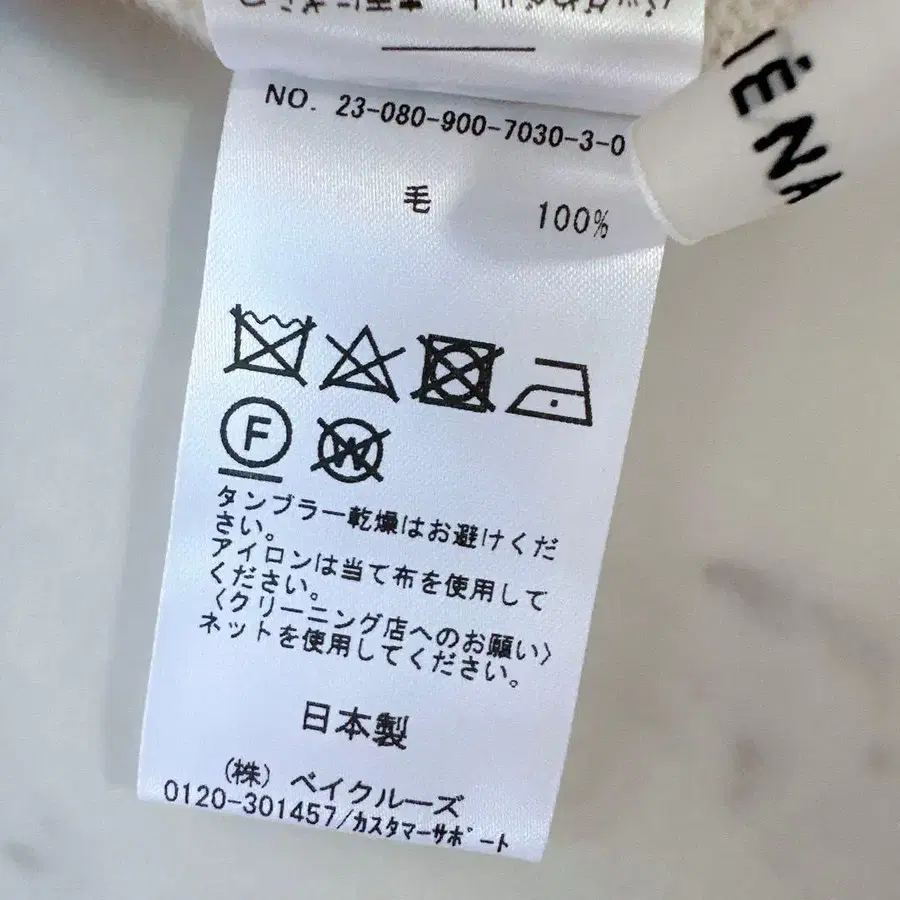 NO. 23-080-900-7030-3-0
毛 100%
F
W
タンブラー乾燥はお避けくだ
さい。
アイロンは当て布を使用して
ください。
〈クリーニング店へのお願い〉
ネットを使用してください。
日本製
(株) ベイクルーズ
0120-301457/カスタマーサポート
IÉNA